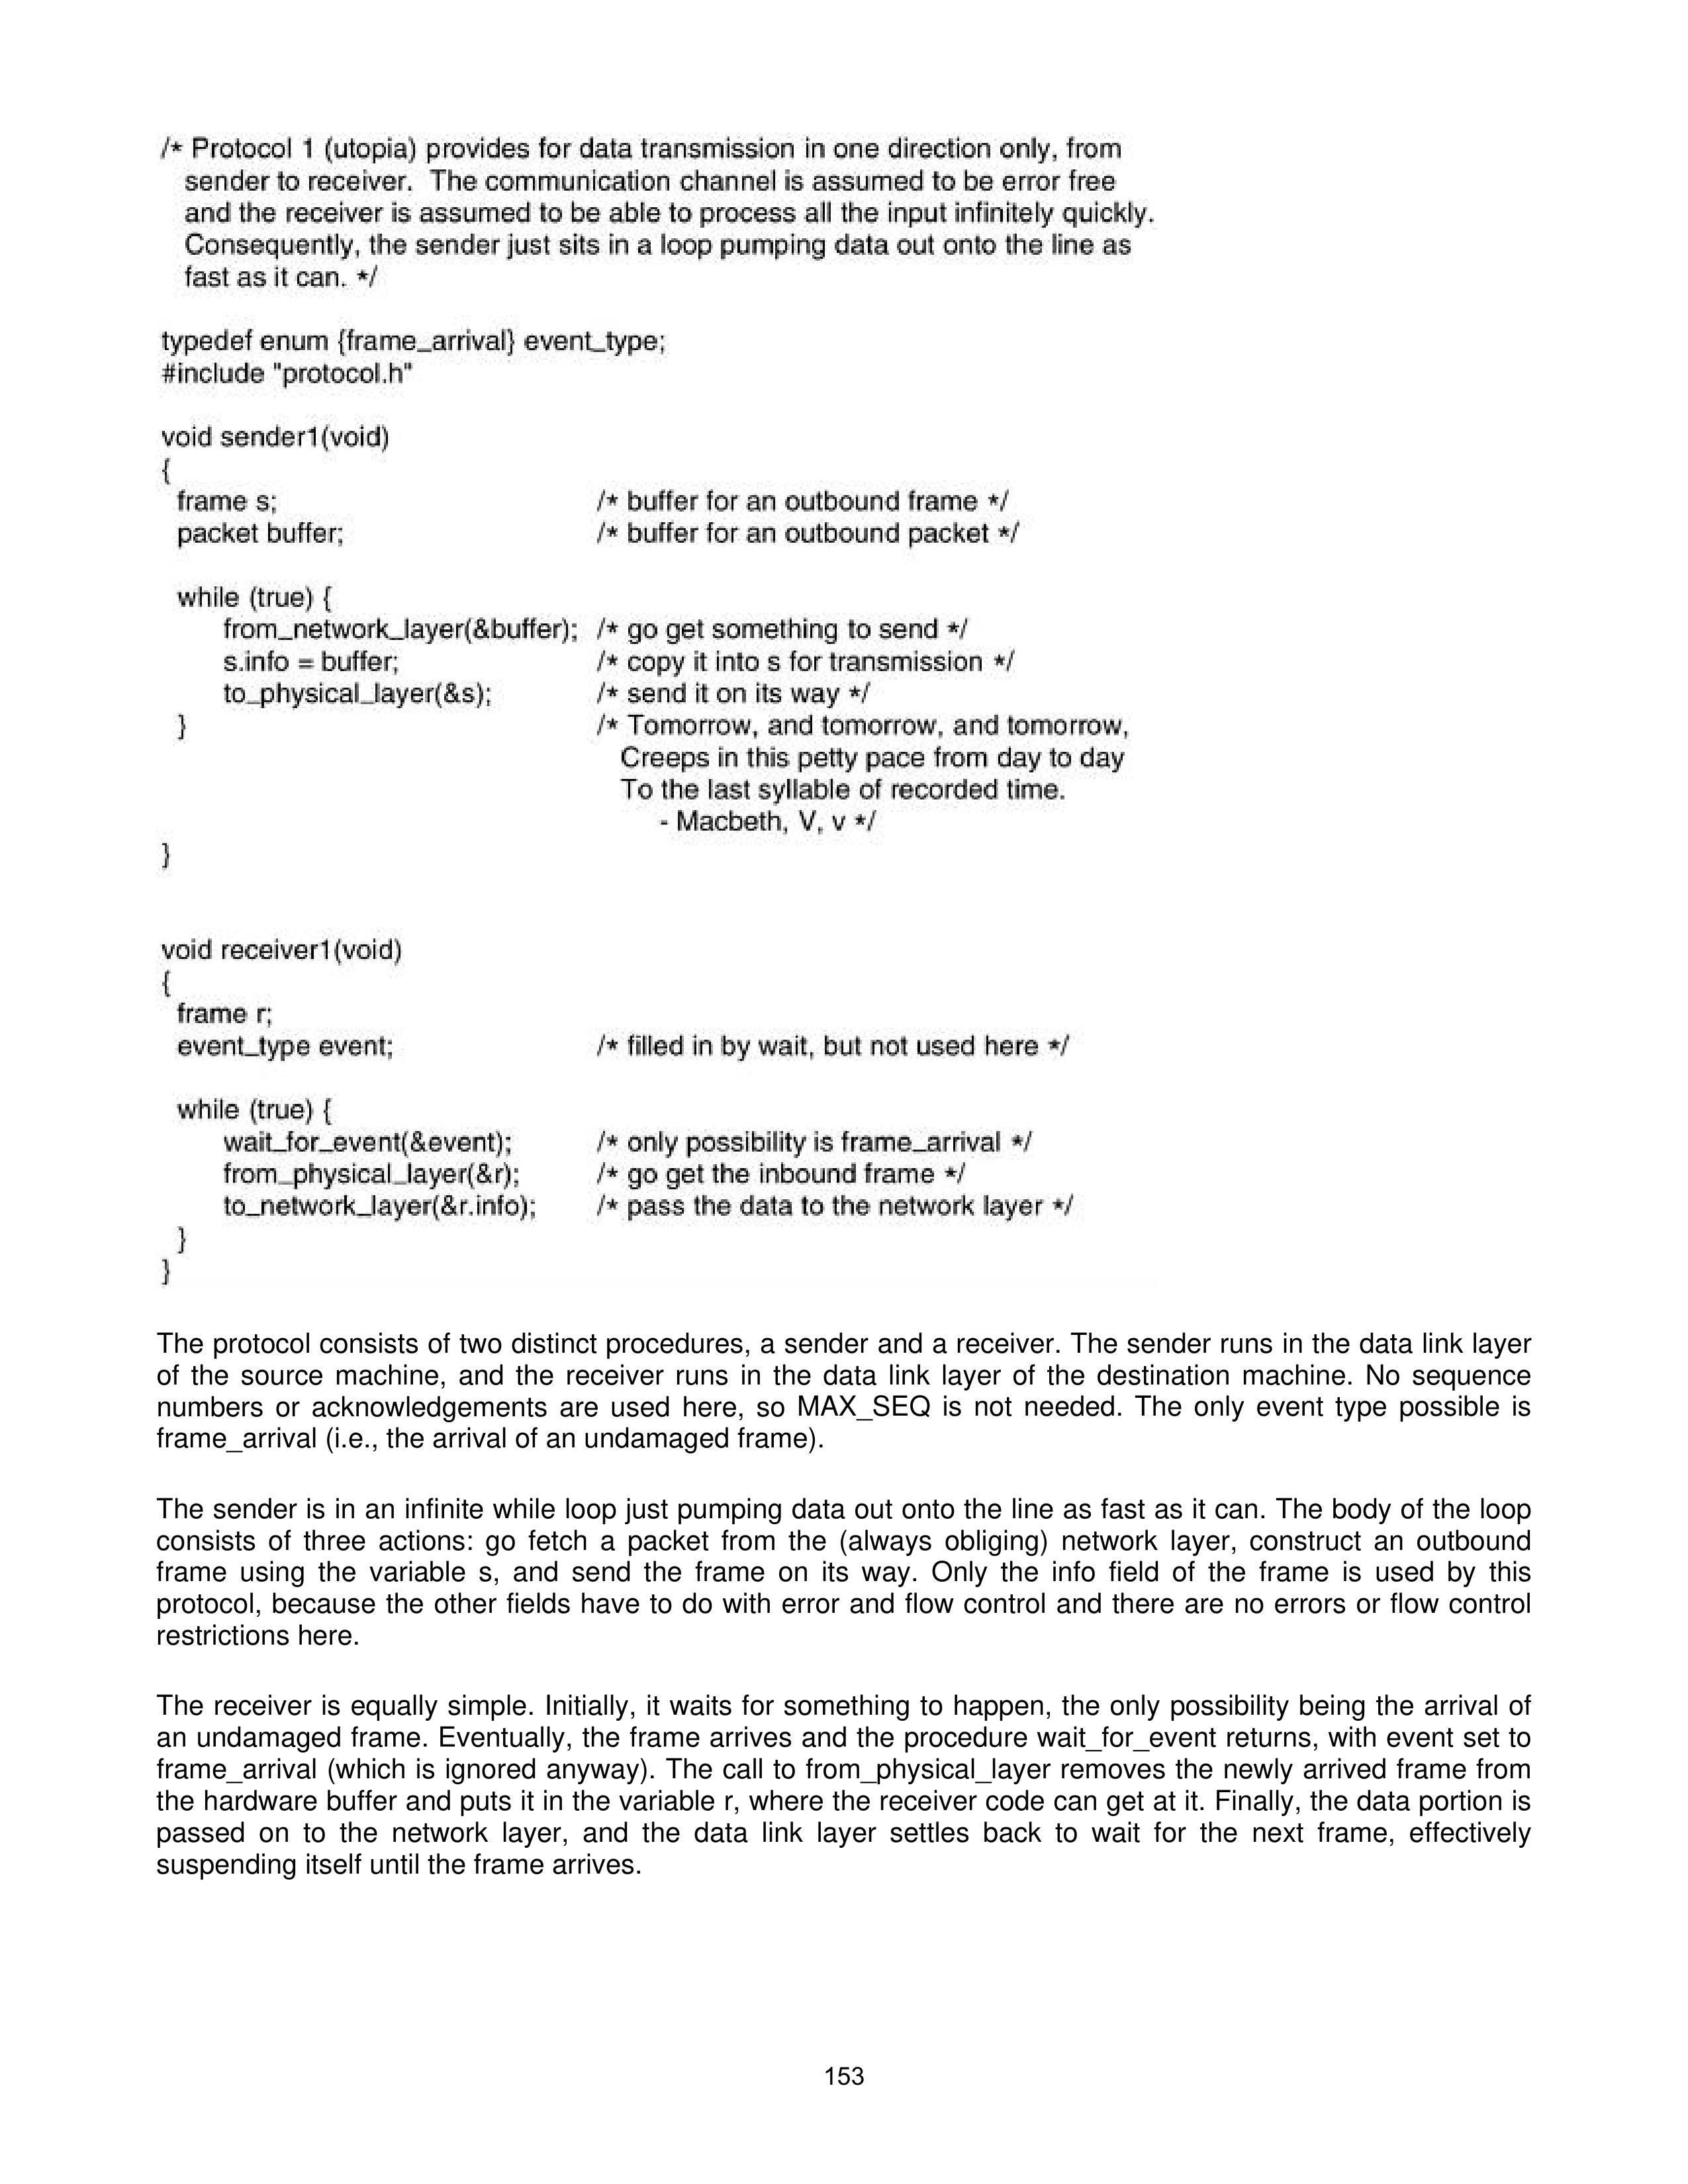 /* Protocol 1 (utopia) provides for data transmission in one direction only, from
sender to receiver. The communication channel is assumed to be error free
and the receiver is assumed to be able to process all the input infinitely quickly.
Consequently, the sender just sits in a loop pumping data out onto the line as
fast as it can. */
typedef enum {frame_arrival} event_type;
#include "protocol.h"
void sender1(void)
{
frame s; /* buffer for an outbound frame */
packet buffer; /* buffer for an outbound packet */
while (true) {
from_network_layer(&buffer); /* go get something to send */
s.info = buffer; /* copy it into s for transmission */
to_physical_layer(&s); /* send it on its way */
} /* Tomorrow, and tomorrow, and tomorrow,
Creeps in this petty pace from day to day
To the last syllable of recorded time.
- Macbeth, V, v */
}
void receiver1(void)
{
frame r;
event_type event; /* filled in by wait, but not used here */
while (true) {
wait_for_event(&event); /* only possibility is frame_arrival */
from_physical_layer(&r); /* go get the inbound frame */
to_network_layer(&r.info); /* pass the data to the network layer */
}
}
The protocol consists of two distinct procedures, a sender and a receiver. The sender runs in the data link layer
of the source machine, and the receiver runs in the data link layer of the destination machine. No sequence
numbers or acknowledgements are used here, so MAX_SEQ is not needed. The only event type possible is
frame_arrival (i.e., the arrival of an undamaged frame).
The sender is in an infinite while loop just pumping data out onto the line as fast as it can. The body of the loop
consists of three actions: go fetch a packet from the (always obliging) network layer, construct an outbound
frame using the variable s, and send the frame on its way. Only the info field of the frame is used by this
protocol, because the other fields have to do with error and flow control and there are no errors or flow control
restrictions here.
The receiver is equally simple. Initially, it waits for something to happen, the only possibility being the arrival of
an undamaged frame. Eventually, the frame arrives and the procedure wait_for_event returns, with event set to
frame_arrival (which is ignored anyway). The call to from_physical_layer removes the newly arrived frame from
the hardware buffer and puts it in the variable r, where the receiver code can get at it. Finally, the data portion is
passed on to the network layer, and the data link layer settles back to wait for the next frame, effectively
suspending itself until the frame arrives.
153